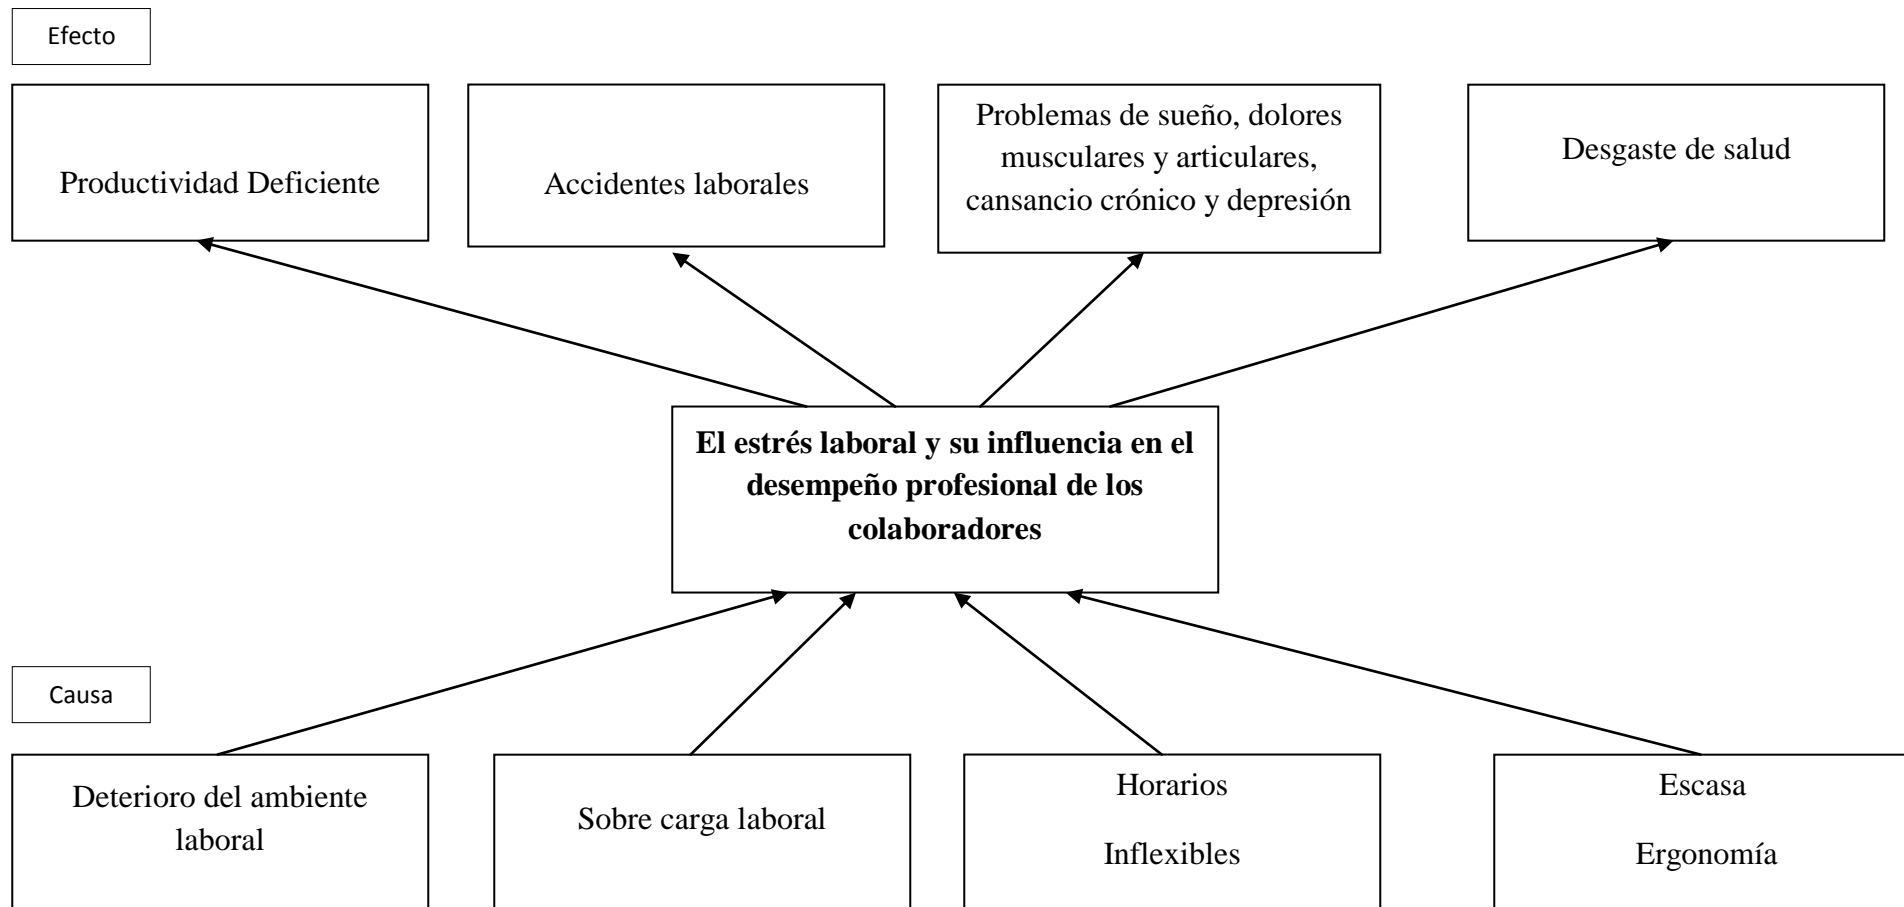 Efecto
Productividad Deficiente
Accidentes laborales
Problemas de sueño, dolores
musculares y articulares,
cansancio crónico y depresión
Desgaste de salud
El estrés laboral y su influencia en el
desempeño profesional de los
colaboradores
Causa
Deterioro del ambiente
laboral
Sobre carga laboral
Horarios
Inflexibles
Escasa
Ergonomía